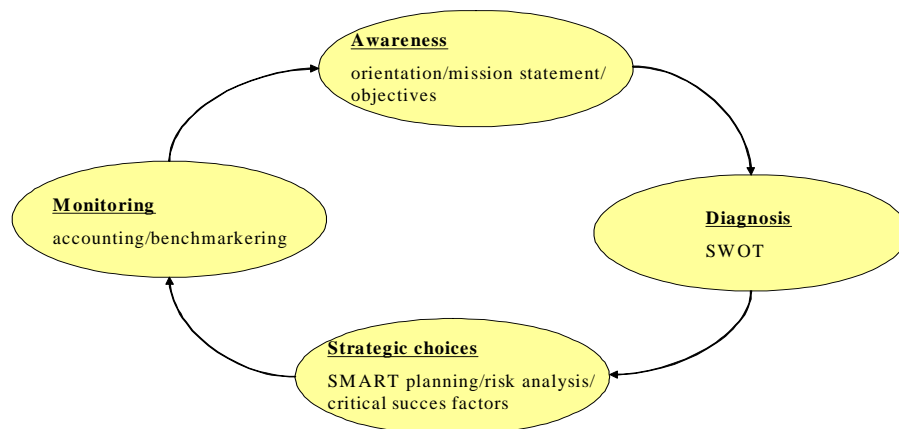 Awareness
orientation/mission statement/
objectives
Monitoring
accounting/benchmarkering
Diagnosis
SWOT
Strategic choices
SMART planning/risk analysis/
critical succes factors